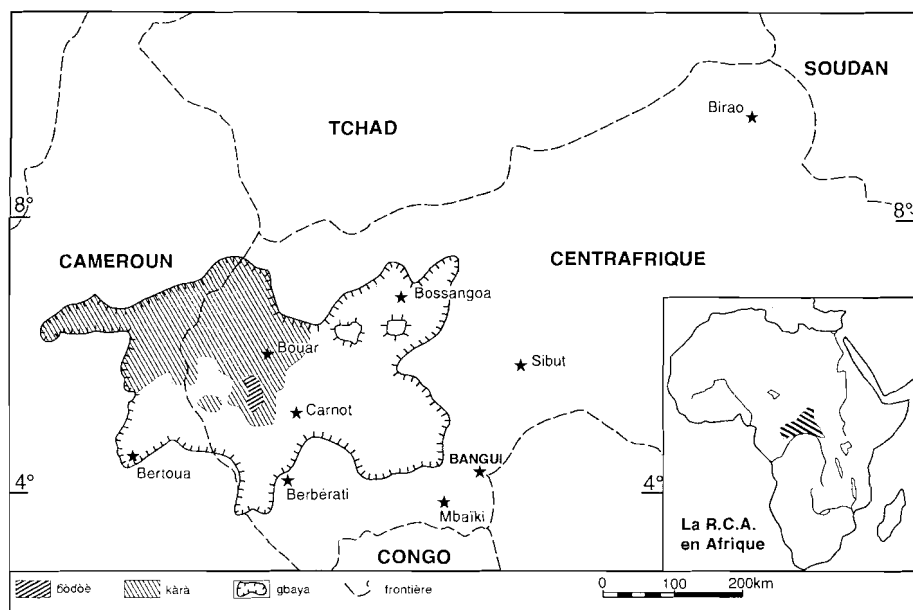 SOUDAN
Birao
TCHAD
8°
8°
CAMEROUN
CENTRAFRIQUE
Bossangoa
Bouar
Sibut
Carnot
Bertoua
BANGUI
4°
4°
Berbérati
Mbaïki
La R.C.A.
en Afrique
CONGO
ɓòdòè
kàrà
gbaya
frontière
0 100 200km